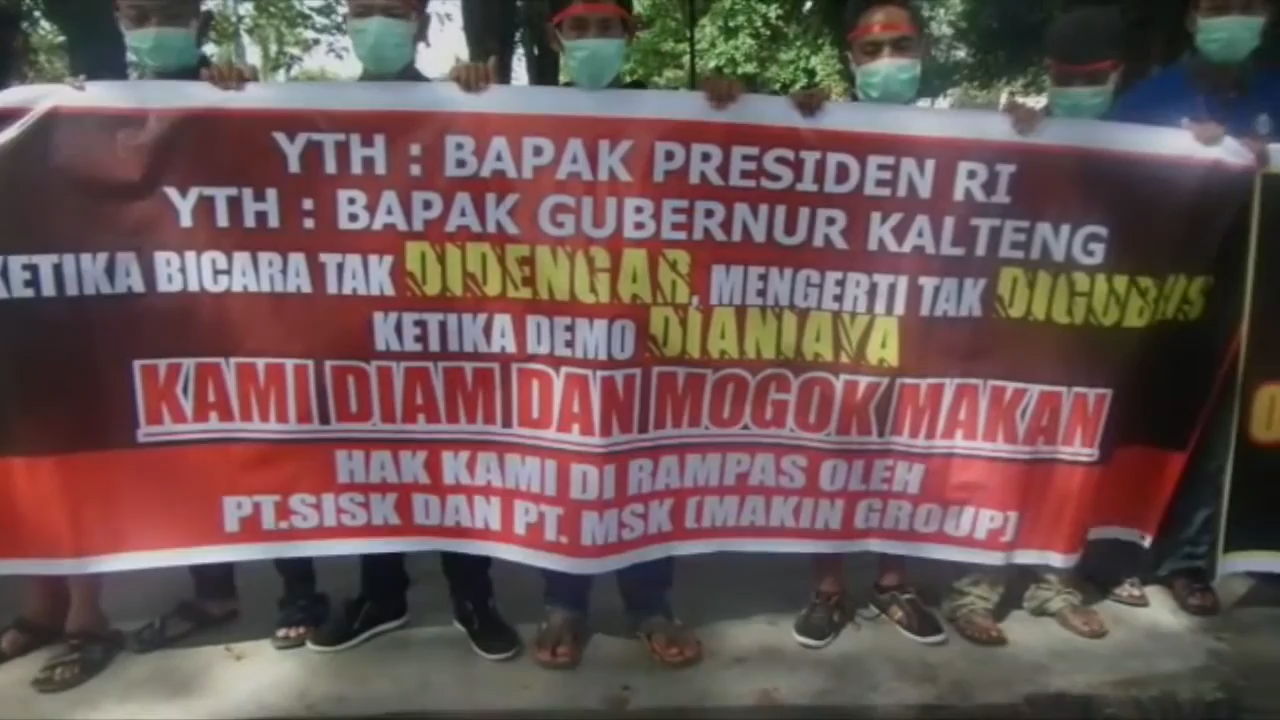 YTH : BAPAK PRESIDEN RI
YTH : BAPAK GUBERNUR KALTENG
KETIKA BICARA TAK DIDENGAR, MENGERTI TAK DIGUBRIS
KETIKA DEMO DIANIAYA
KAMI DIAM DAN MOGOK MAKAN
HAK KAMI DI RAMPAS OLEH
PT.SISK DAN PT. MSK (MAKIN GROUP)